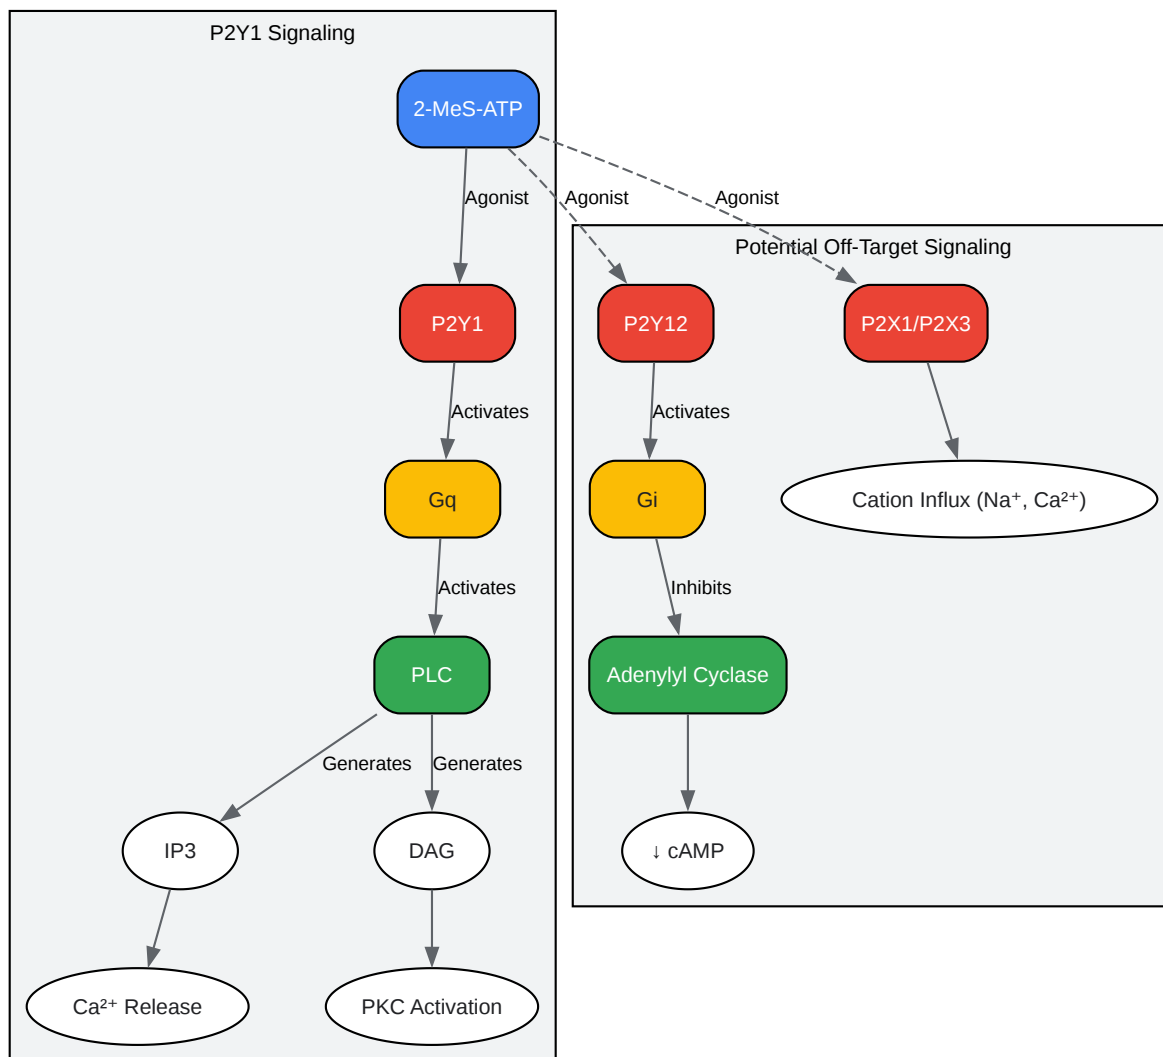 P2Y1 Signaling
2-MeS-ATP
Agonist
Agonist
Agonist
Potential Off-Target Signaling
P2Y1
P2Y12
P2X1/P2X3
Activates
Activates
Gq
Gi
Cation Influx (Na⁺, Ca²⁺)
Activates
Inhibits
PLC
Adenylyl Cyclase
Generates
Generates
IP3
DAG
↓ cAMP
Ca²⁺ Release
PKC Activation